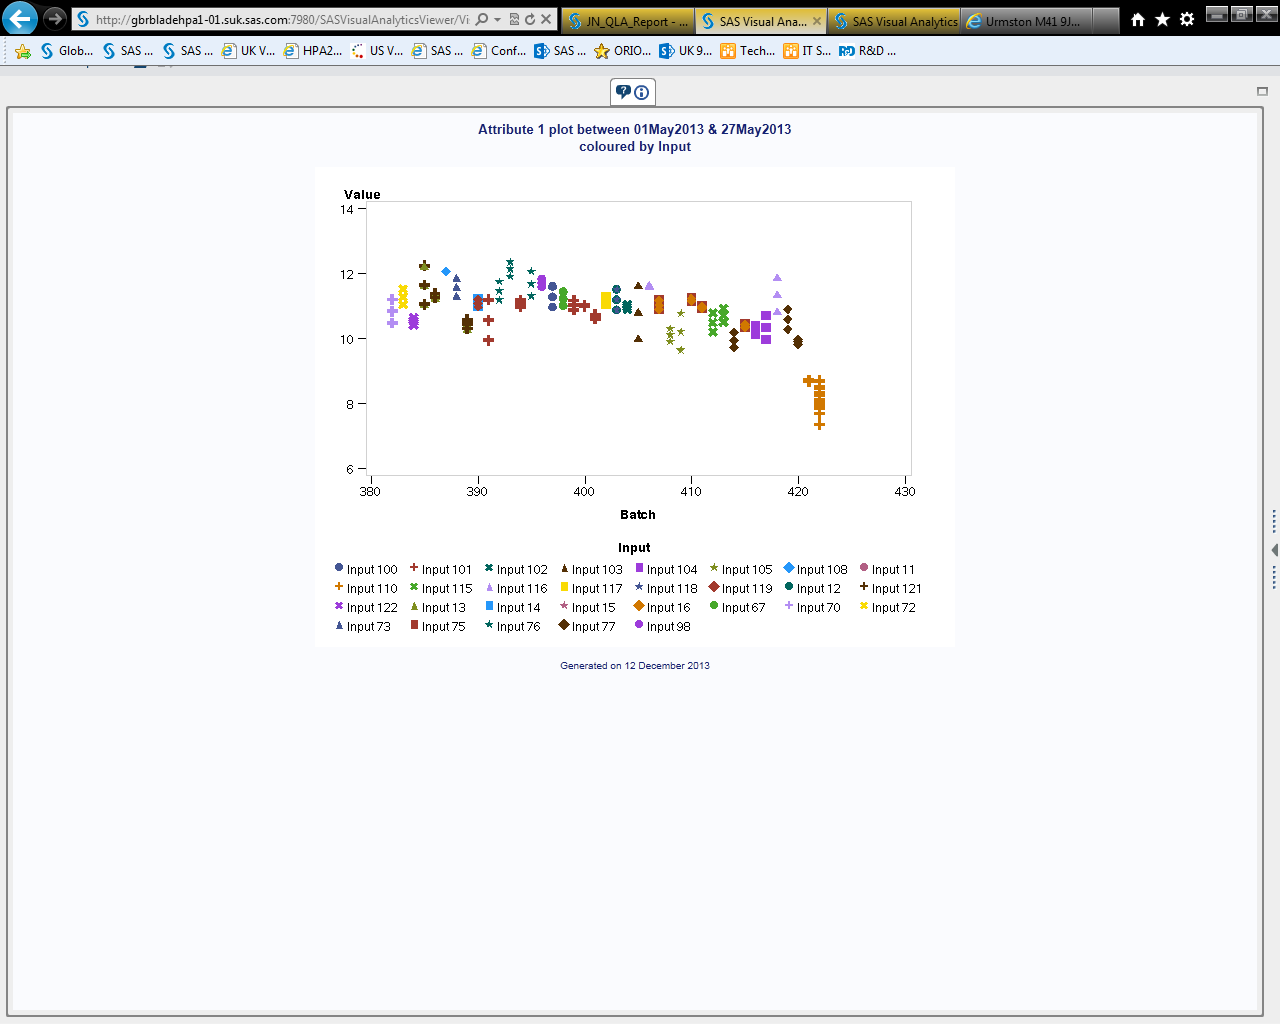 http://gbrbladehpa1-01.suk.sas.com:7980/SASVisualAnalyticsViewer/Vi
JN_QLA_Report - ...
SAS Visual Ana...
SAS Visual Analytics
Urmston M41 9J...
Glob...
SAS ...
SAS ...
UK V...
HPA2...
US V...
SAS ...
Conf...
SAS ...
ORIO...
UK 9...
Tech...
IT S...
R&D ...
Attribute 1 plot between 01May2013 & 27May2013
coloured by Input
Value
14
12
10
8
6
380 390 400 410 420 430
Batch
Input
Input 100 Input 101 Input 102 Input 103 Input 104 Input 105 Input 108 Input 11
Input 110 Input 115 Input 116 Input 117 Input 118 Input 119 Input 12 Input 121
Input 122 Input 13 Input 14 Input 15 Input 16 Input 67 Input 70 Input 72
Input 73 Input 75 Input 76 Input 77 Input 98
Generated on 12 December 2013